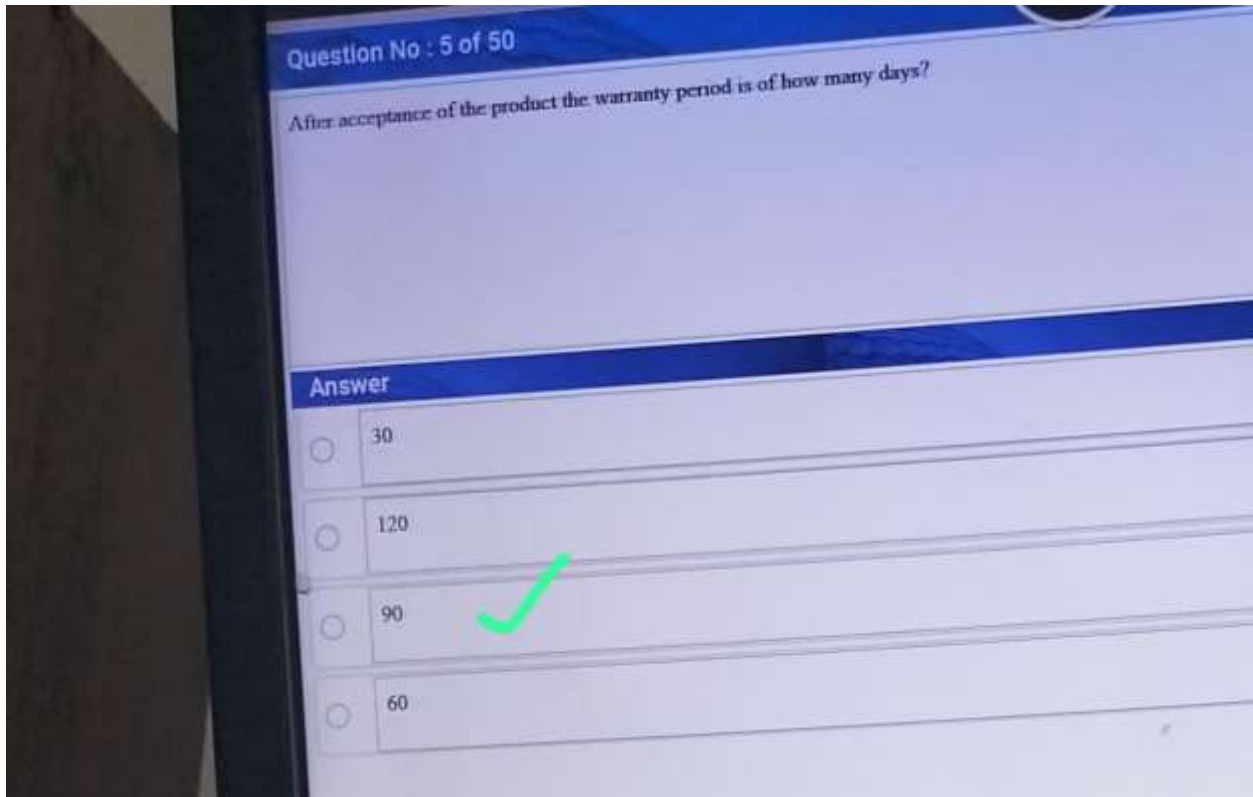 Question No : 5 of 50
After acceptance of the product the warranty period is of how many days?
Answer
30
120
90
60